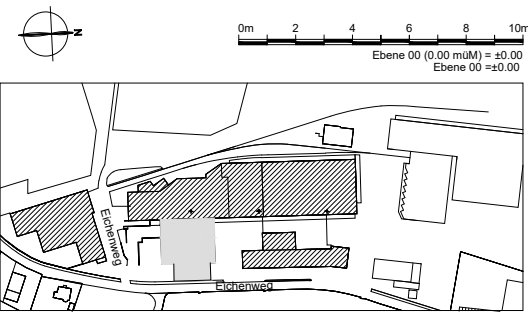 N
0m 2 4 6 8 10m
Ebene 00 (0.00 müM) = ±0.00
Ebene 00 =±0.00
Eichenweg
Eichenweg